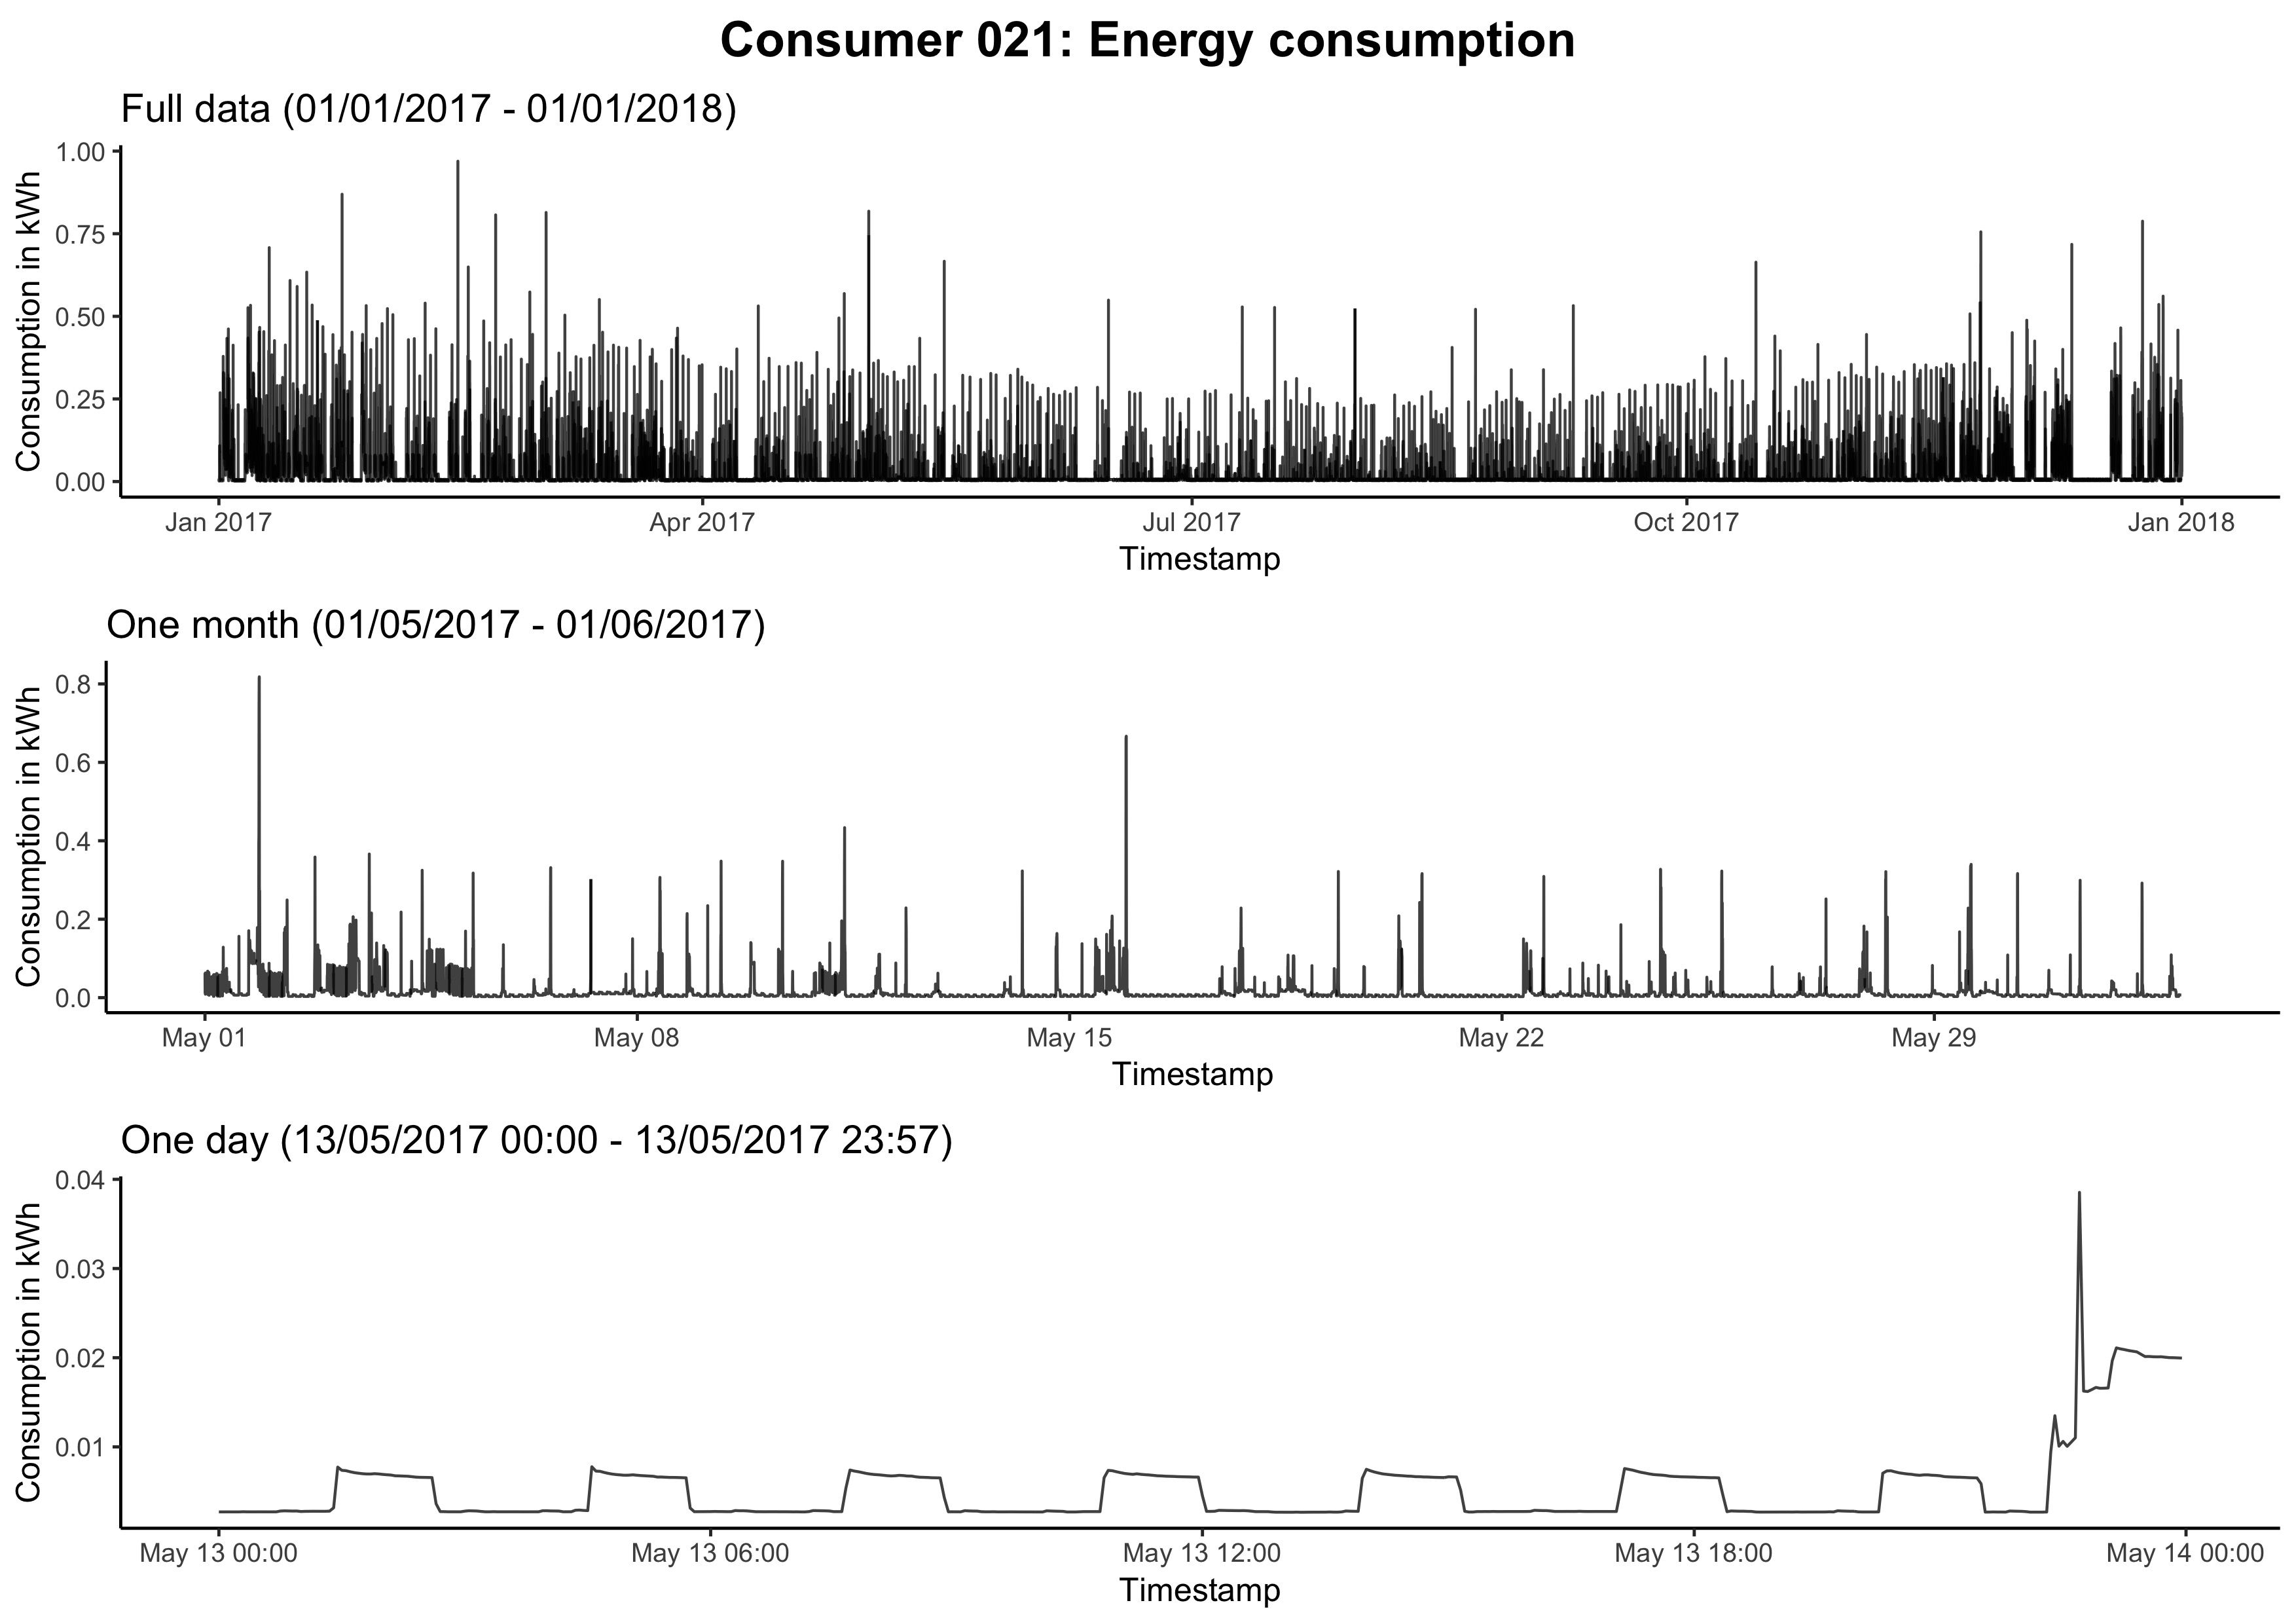 Consumer 021: Energy consumption
Full data (01/01/2017 - 01/01/2018)
Consumption in kWh
1.00
0.75
0.50
0.25
0.00
Jan 2017 Apr 2017 Jul 2017 Oct 2017 Jan 2018
Timestamp
One month (01/05/2017 - 01/06/2017)
Consumption in kWh
0.8
0.6
0.4
0.2
0.0
May 01 May 08 May 15 May 22 May 29
Timestamp
One day (13/05/2017 00:00 - 13/05/2017 23:57)
Consumption in kWh
0.04
0.03
0.02
0.01
May 13 00:00 May 13 06:00 May 13 12:00 May 13 18:00 May 14 00:00
Timestamp